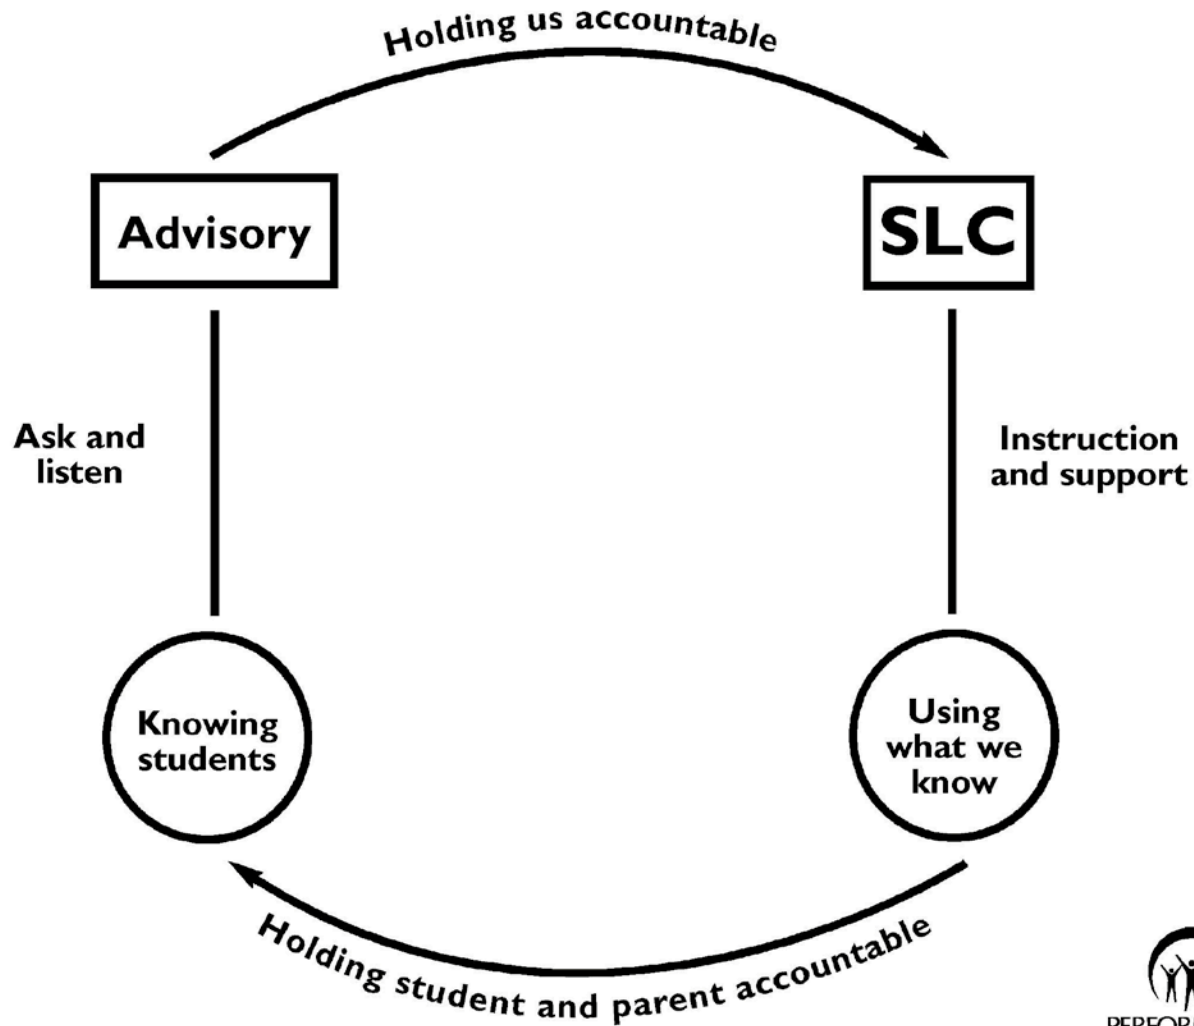 Holding us accountable
Advisory
SLC
Ask and
listen
Instruction
and support
Knowing
students
Using
what we
know
Holding student and parent accountable